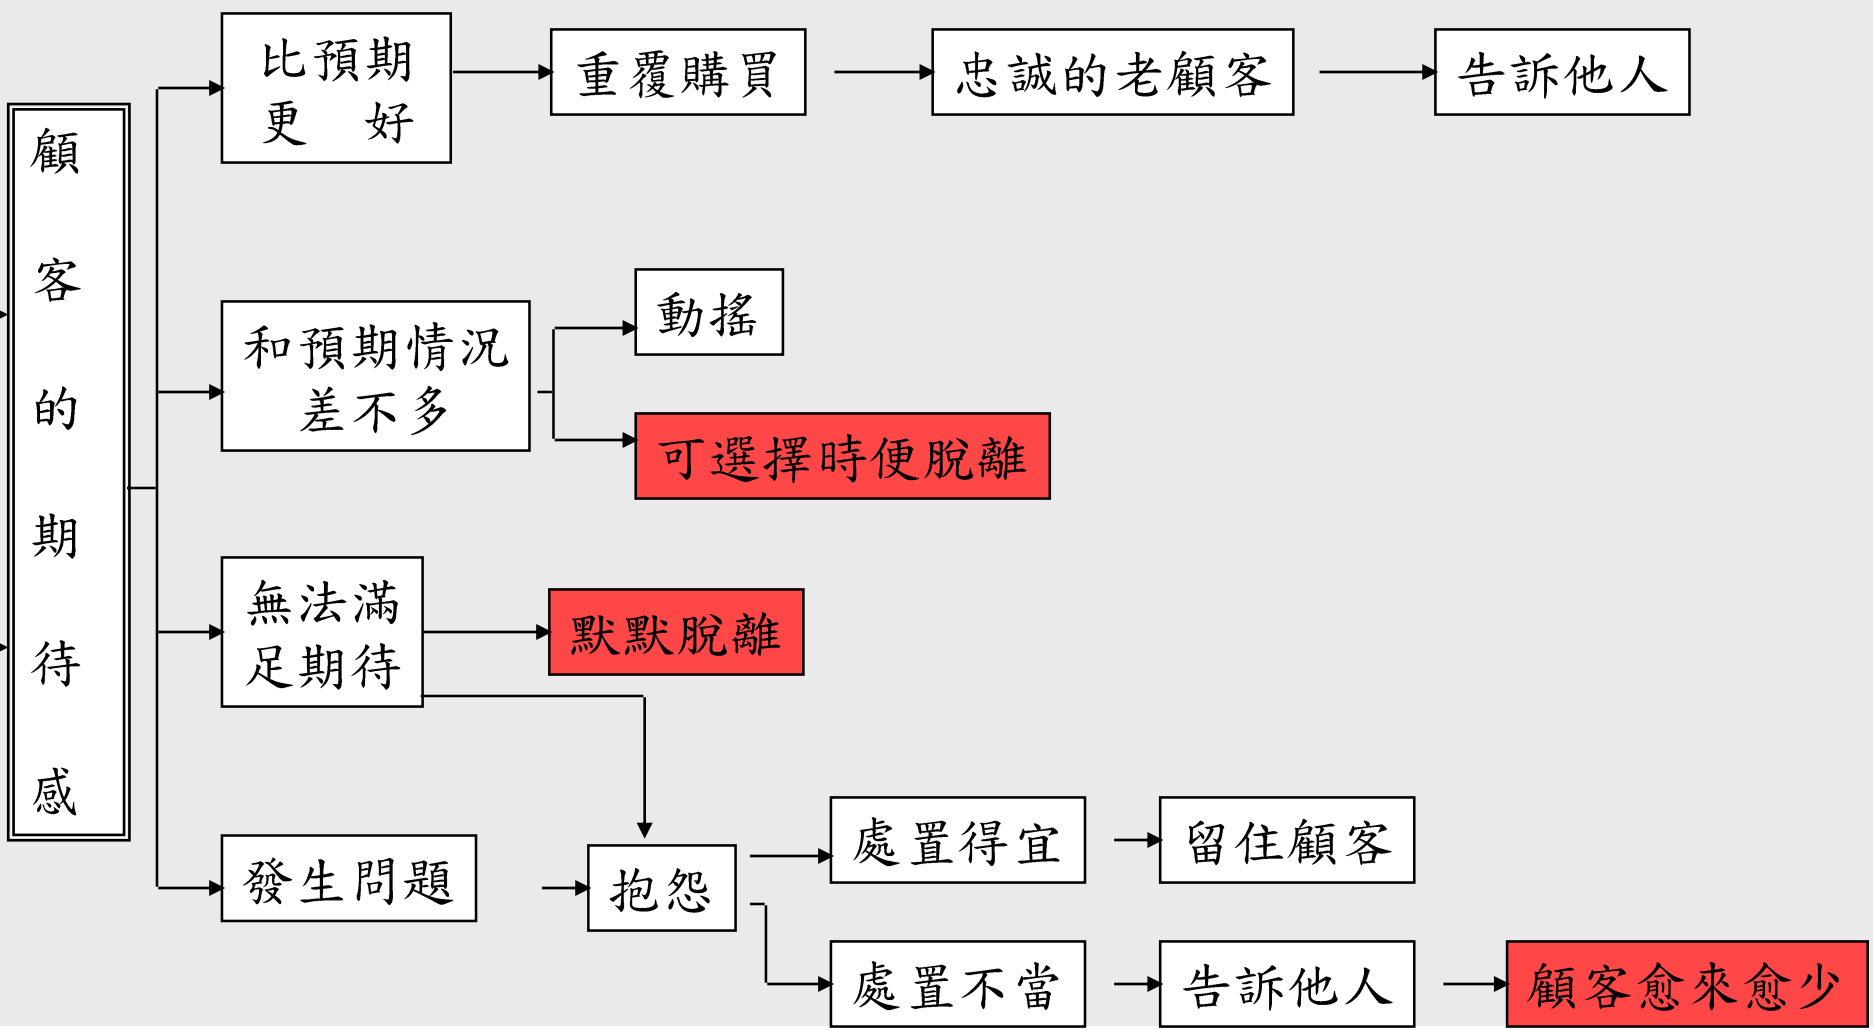 顧客的期待感
比預期
更 好
重覆購買
忠誠的老顧客
告訴他人
和預期情況
差不多
動搖
可選擇時便脫離
無法滿
足期待
默默脫離
發生問題
抱怨
處置得宜
留住顧客
處置不當
告訴他人
顧客愈來愈少